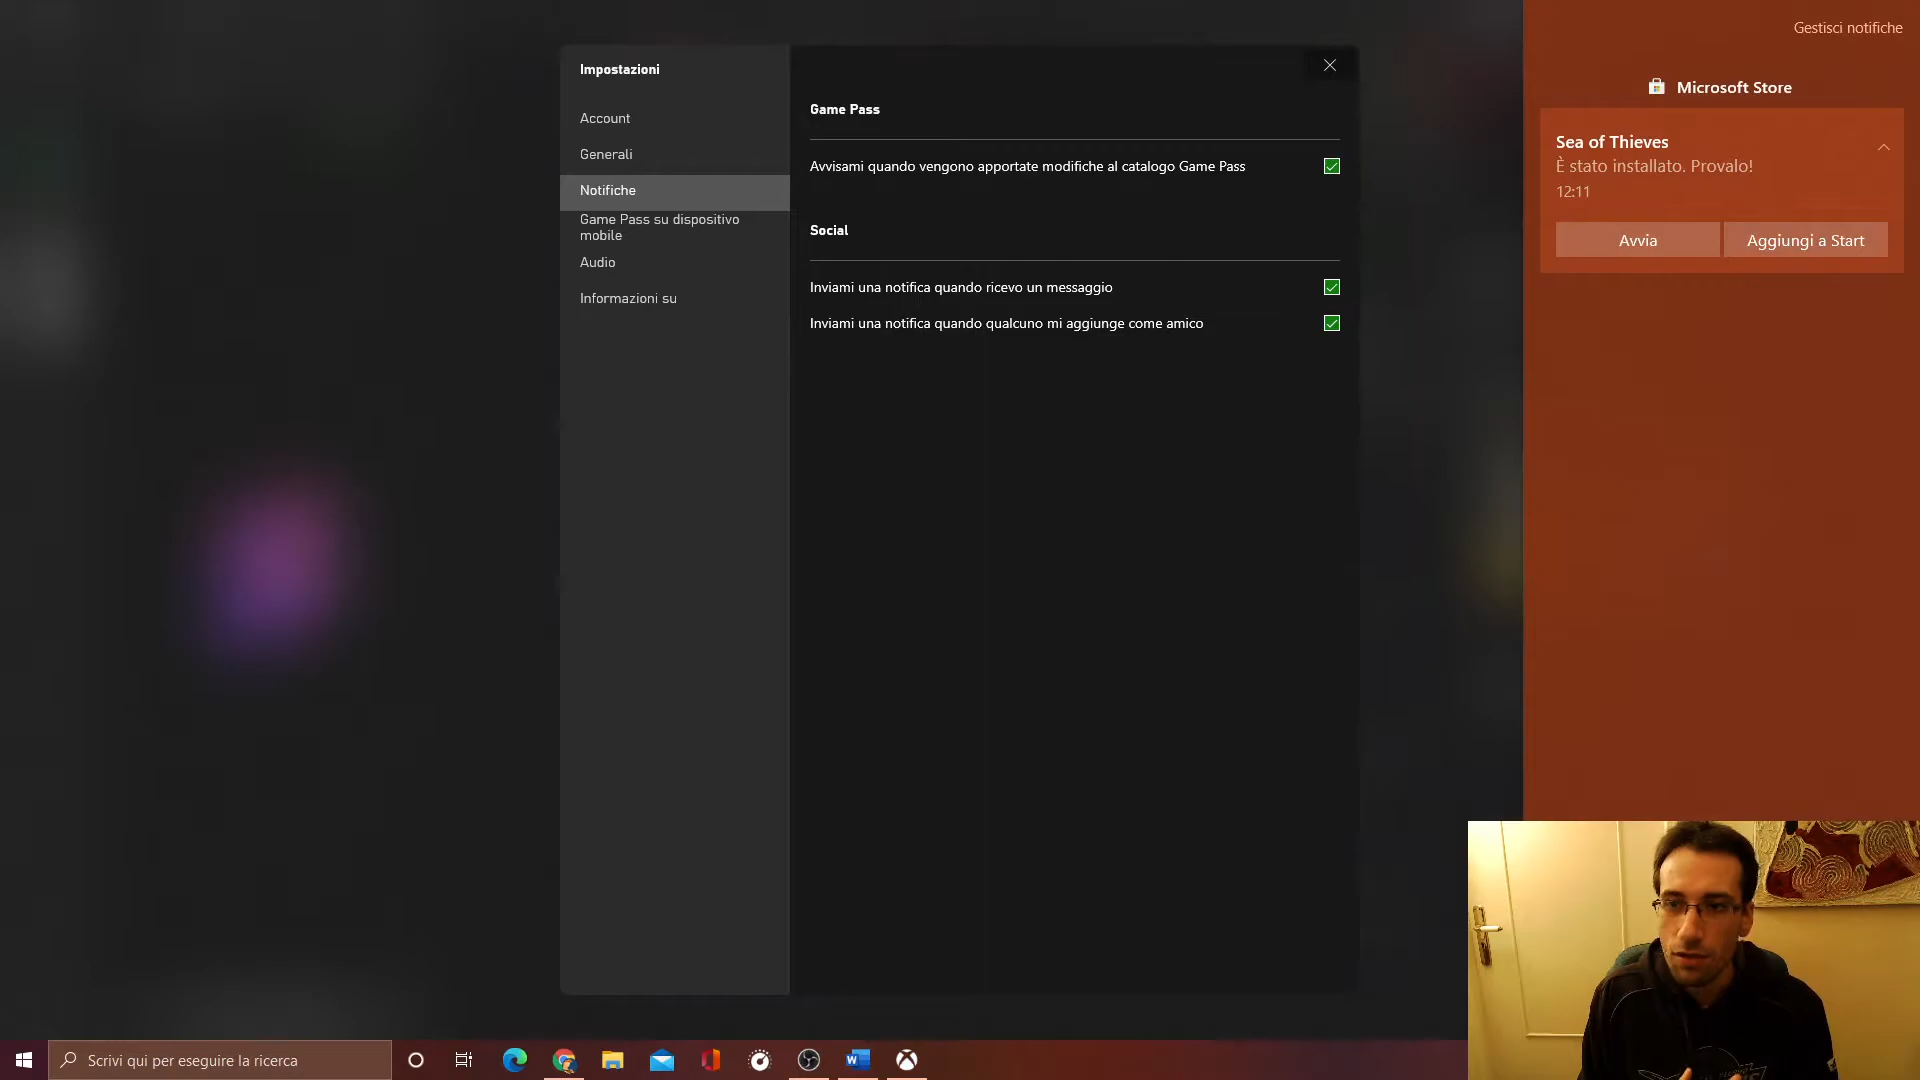 Gestisci notifiche
Impostazioni
Account
Generali
Notifiche
Game Pass su dispositivo
mobile
Audio
Informazioni su
Game Pass
Avvisami quando vengono apportate modifiche al catalogo Game Pass
Social
Inviami una notifica quando ricevo un messaggio
Inviami una notifica quando qualcuno mi aggiunge come amico
Microsoft Store
Sea of Thieves
È stato installato. Provalo!
12:11
Avvia
Aggiungi a Start
Scrivi qui per eseguire la ricerca